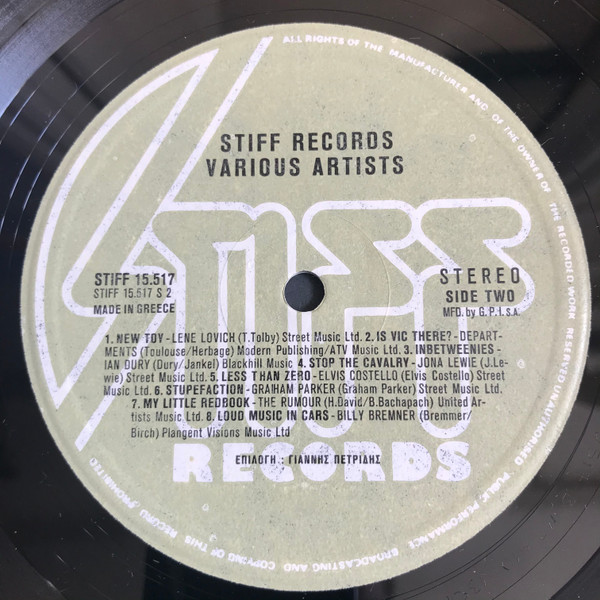 ALL RIGHTS OF THE MANUFACTURER AND OF THE OWNER OF THE RECORDED WORK RESERVED UNAUTHORISED PUBLIC PERFORMANCE BROADCASTING AND COPYING OF THIS RECORD PROHIBITED
STIFF RECORDS
VARIOUS ARTISTS
STIFF
STIFF 15.517
STIFF 15.517 S 2
MADE IN GREECE
STEREO
SIDE TWO
MFD. by G.P.I.S.A.
1. NEW TOY - LENE LOVICH (T.Tolby) Street Music Ltd. 2. IS VIC THERE? - DEPART-
MENTS (Toulouse/Herbage) Modern Publishing/ATV Music Ltd. 3. INBETWEENIES -
IAN DURY (Dury/Jankel) Blackhill Music 4. STOP THE CAVALRY - JONA LEWIE (J.Le-
wie) Street Music Ltd. 5. LESS THAN ZERO - ELVIS COSTELLO (Elvis Costello) Street
Music Ltd. 6. STUPEFACTION - GRAHAM PARKER (Graham Parker) Street Music Ltd.
7. MY LITTLE REDBOOK - THE RUMOUR (H.David/B.Bachapach) United Ar-
tists Music Ltd. 8. LOUD MUSIC IN CARS - BILLY BREMNER (Bremmer/
Birch) Plangent Visions Music Ltd
RECORDS
ΕΠΙΛΟΓΗ : ΓΙΑΝΝΗΣ ΠΕΤΡΙΔΗΣ